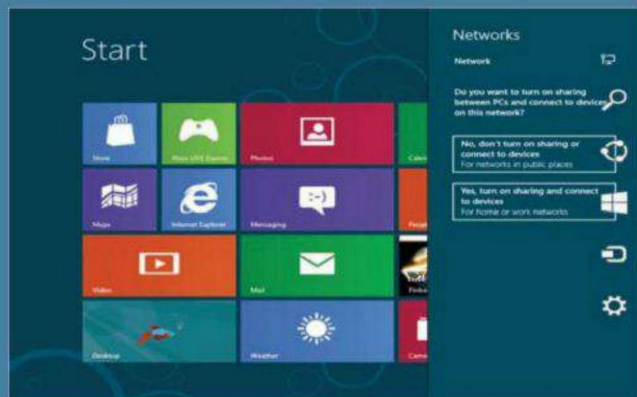 Start
Networks
Network
Do you want to turn on sharing
between PCs and connect to devices
on this network?
No, don't turn on sharing or
connect to devices
For networks in public places
Yes, turn on sharing and connect
to devices
For home or work networks
Store
Xbox LIVE Games
Photos
Maps
Internet Explorer
Messaging
:-)
Video
Mail
Desktop
Weather